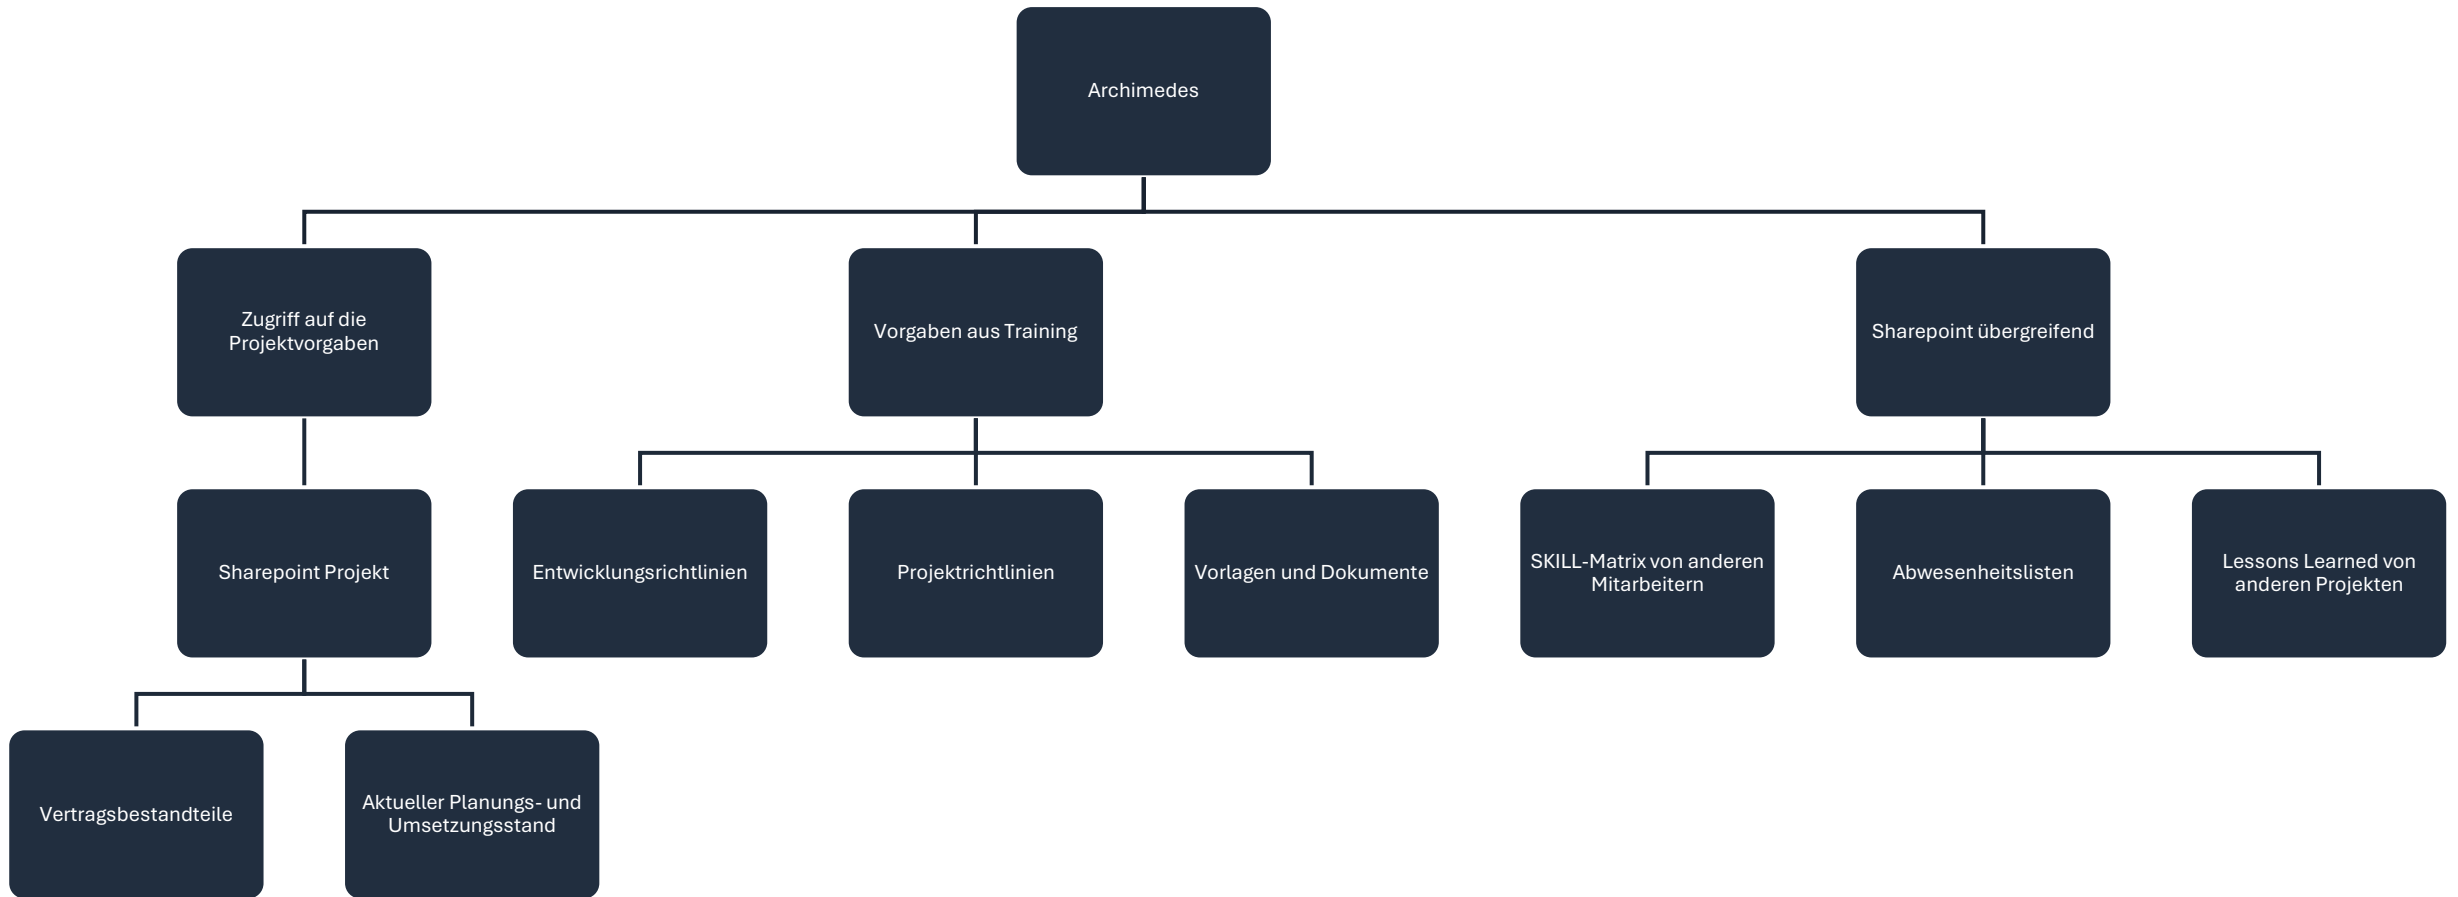 Archimedes
Zugriff auf die
Projektvorgaben
Vorgaben aus Training
Sharepoint übergreifend
Sharepoint Projekt
Entwicklungsrichtlinien
Projektrichtlinien
Vorlagen und Dokumente
SKILL-Matrix von anderen
Mitarbeitern
Abwesenheitslisten
Lessons Learned von
anderen Projekten
Vertragsbestandteile
Aktueller Planungs- und
Umsetzungsstand